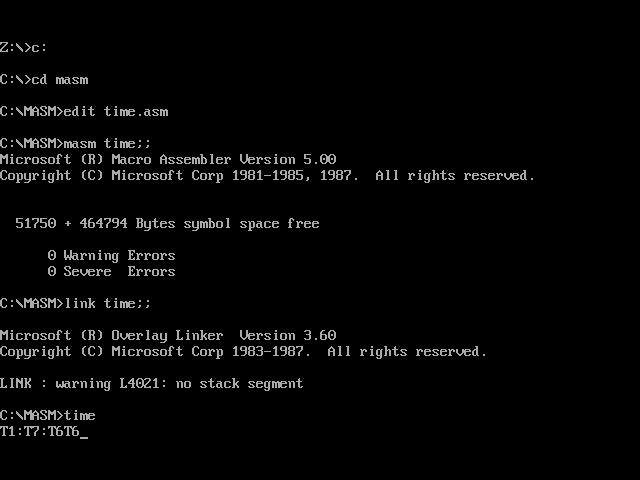 Z:\>c:
C:\>cd masm
C:\MASM>edit time.asm
C:\MASM>masm time;;
Microsoft (R) Macro Assembler Version 5.00
Copyright (C) Microsoft Corp 1981-1985, 1987.  All rights reserved.
51750 + 464794 Bytes symbol space free
0 Warning Errors
0 Severe  Errors
C:\MASM>link time;;
Microsoft (R) Overlay Linker  Version 3.60
Copyright (C) Microsoft Corp 1983-1987.  All rights reserved.
LINK : warning L4021: no stack segment
C:\MASM>time
T1:T7:T6T6_